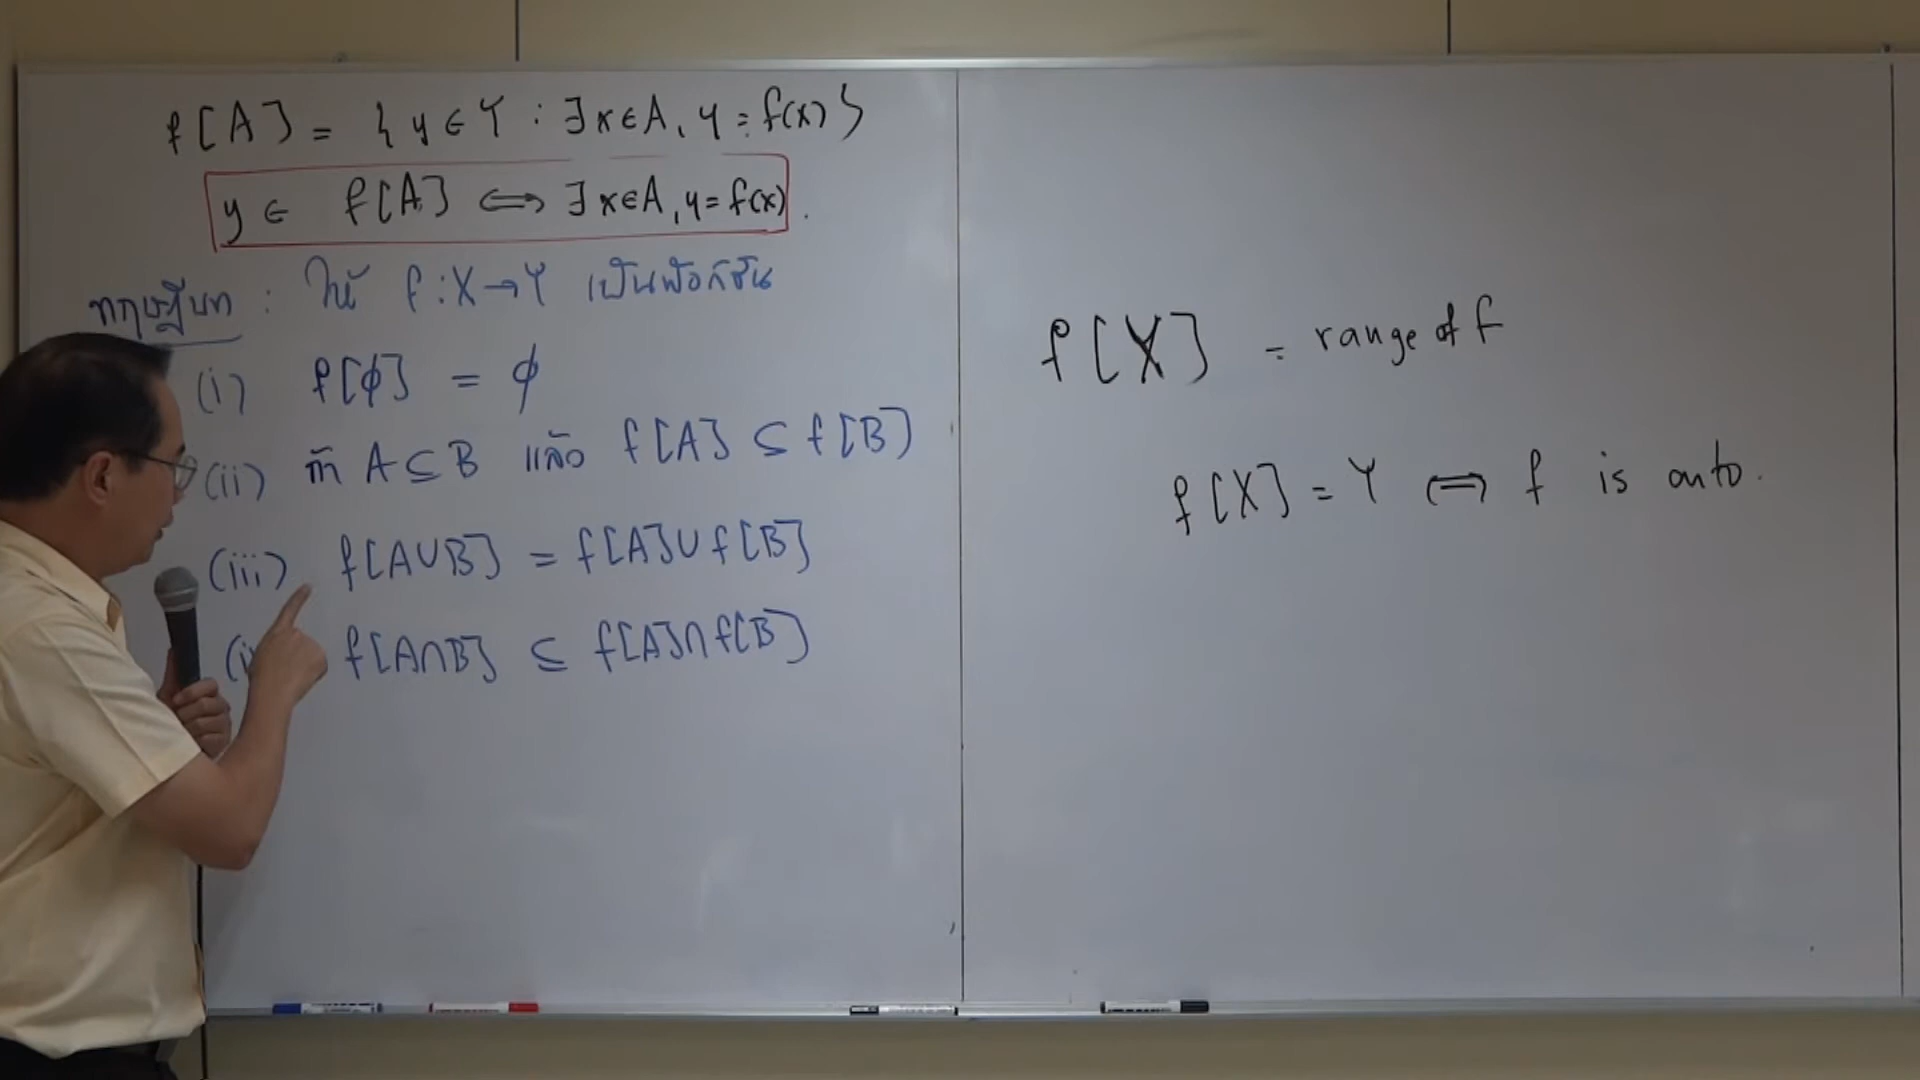 f[A] = { y ∈ Y : ∃x∈A, y = f(x) }
y ∈ f[A] ⟺ ∃x∈A, y = f(x).
ทฤษฎีบท : ให้ f : X → Y เป็นฟังก์ชัน
(i) f[ϕ] = ϕ
(ii) ถ้า A ⊆ B แล้ว f[A] ⊆ f[B]
(iii) f[A∪B] = f[A]∪f[B]
f[A∩B] ⊆ f[A]∩f[B]
f[X] = range of f
f[X] = Y ⟺ f is onto.